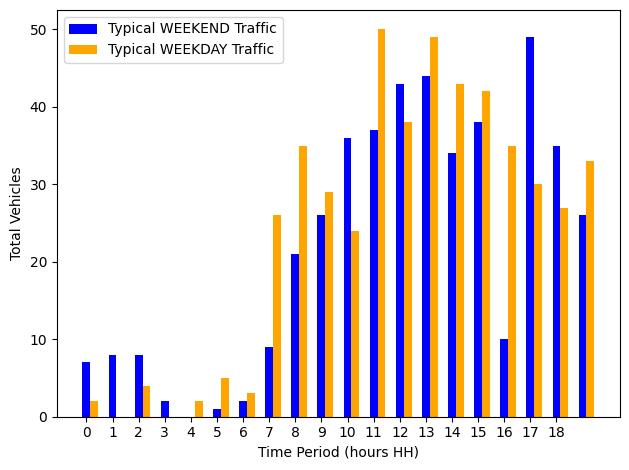 Typical WEEKEND Traffic
Typical WEEKDAY Traffic
50
40
30
20
10
0
Total Vehicles
0 1 2 3 4 5 6 7 8 9 10 11 12 13 14 15 16 17 18
Time Period (hours HH)